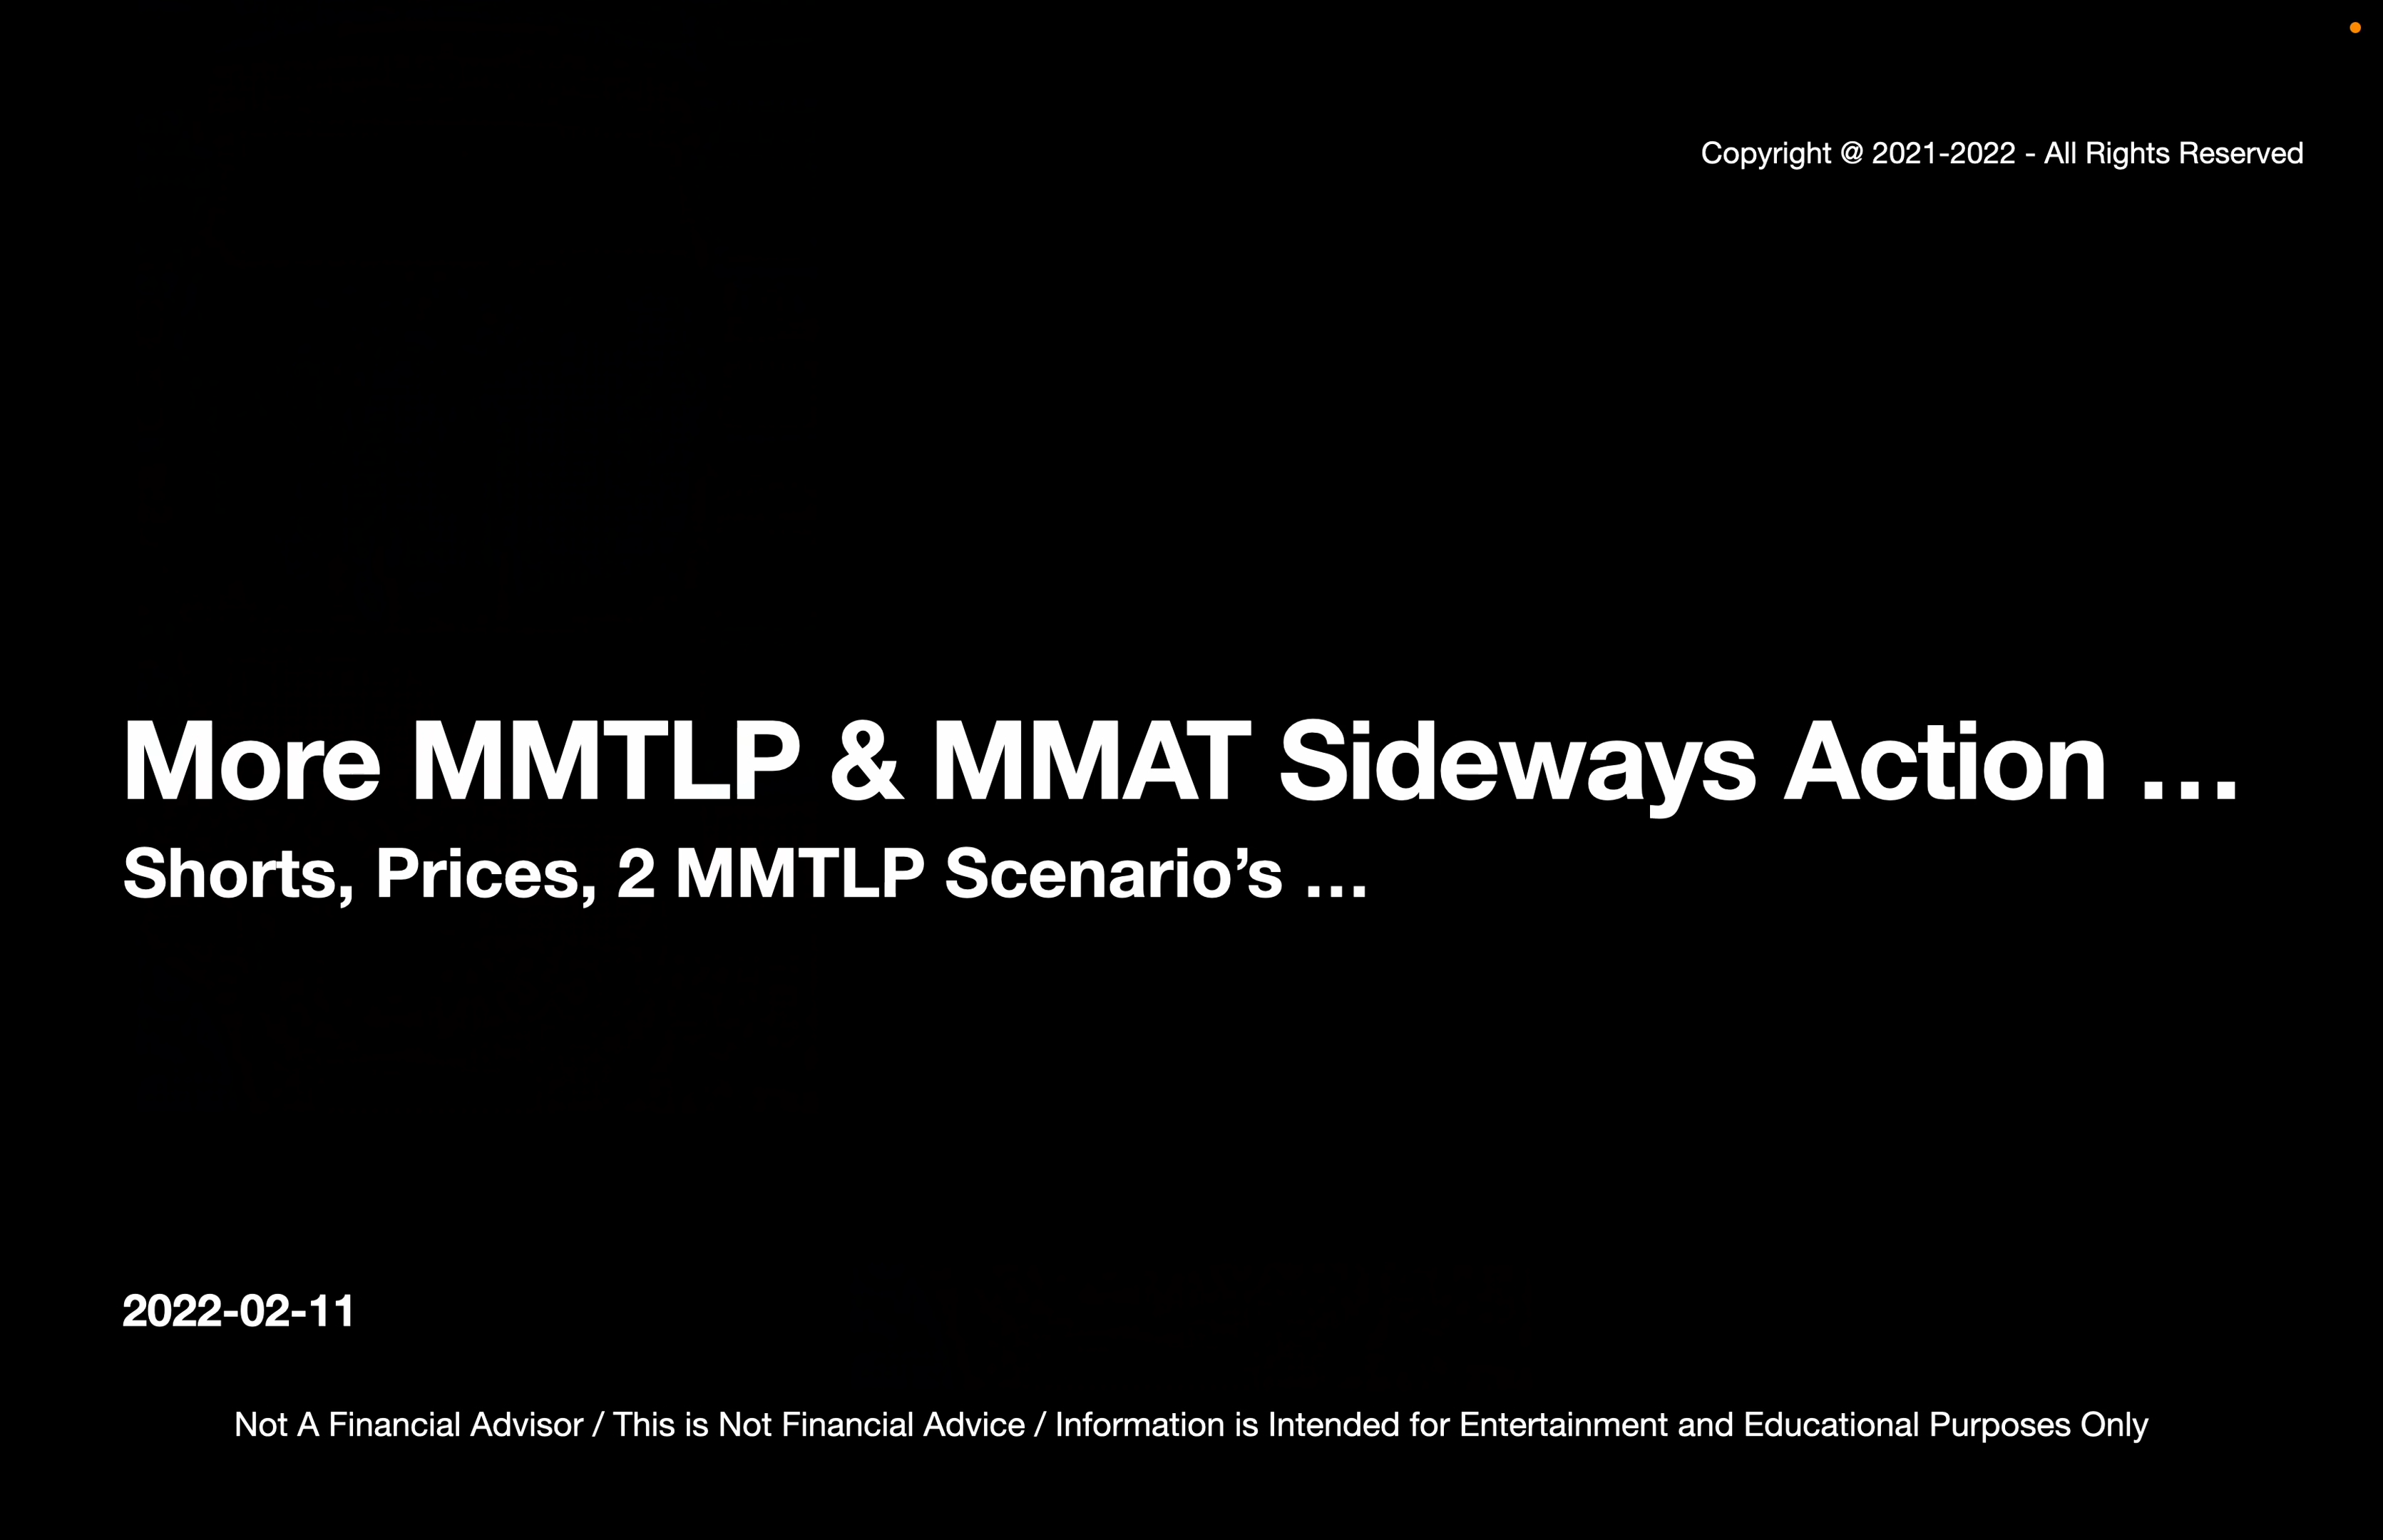 Copyright @ 2021-2022 - All Rights Reserved
More MMTLP & MMAT Sideways Action …
Shorts, Prices, 2 MMTLP Scenario’s …
2022-02-11
Not A Financial Advisor / This is Not Financial Advice / Information is Intended for Entertainment and Educational Purposes Only